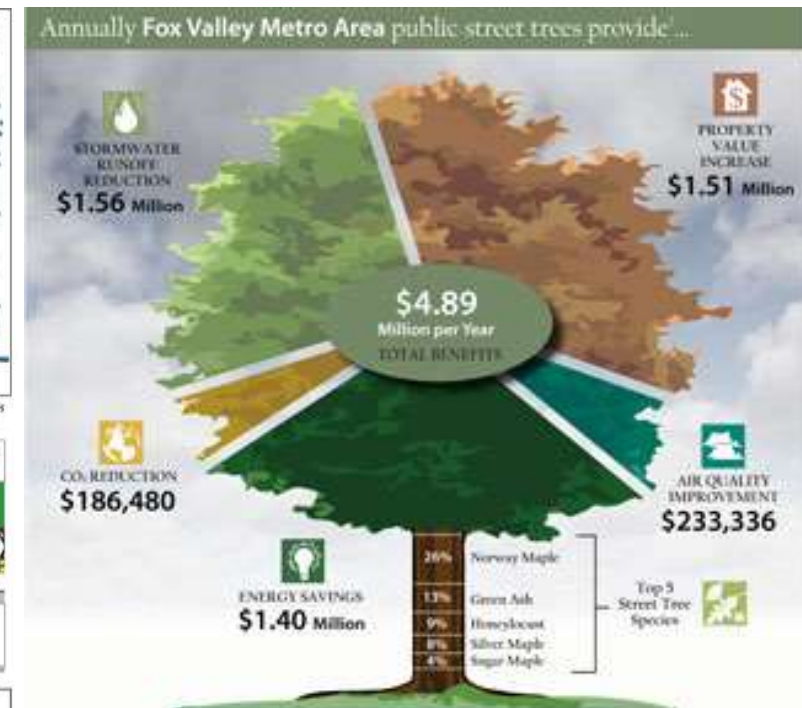 Annually Fox Valley Metro Area public street trees provide...
STORMWATER
RUNOFF
REDUCTION
$1.56 Million
PROPERTY
VALUE
INCREASE
$1.51 Million
$4.89
Million per Year
TOTAL BENEFITS
CO₂ REDUCTION
$186,480
AIR QUALITY
IMPROVEMENT
$233,336
ENERGY SAVINGS
$1.40 Million
26% Norway Maple
13% Green Ash
9% Honeylocust
8% Silver Maple
4% Sugar Maple
Top 5
Street Tree
Species